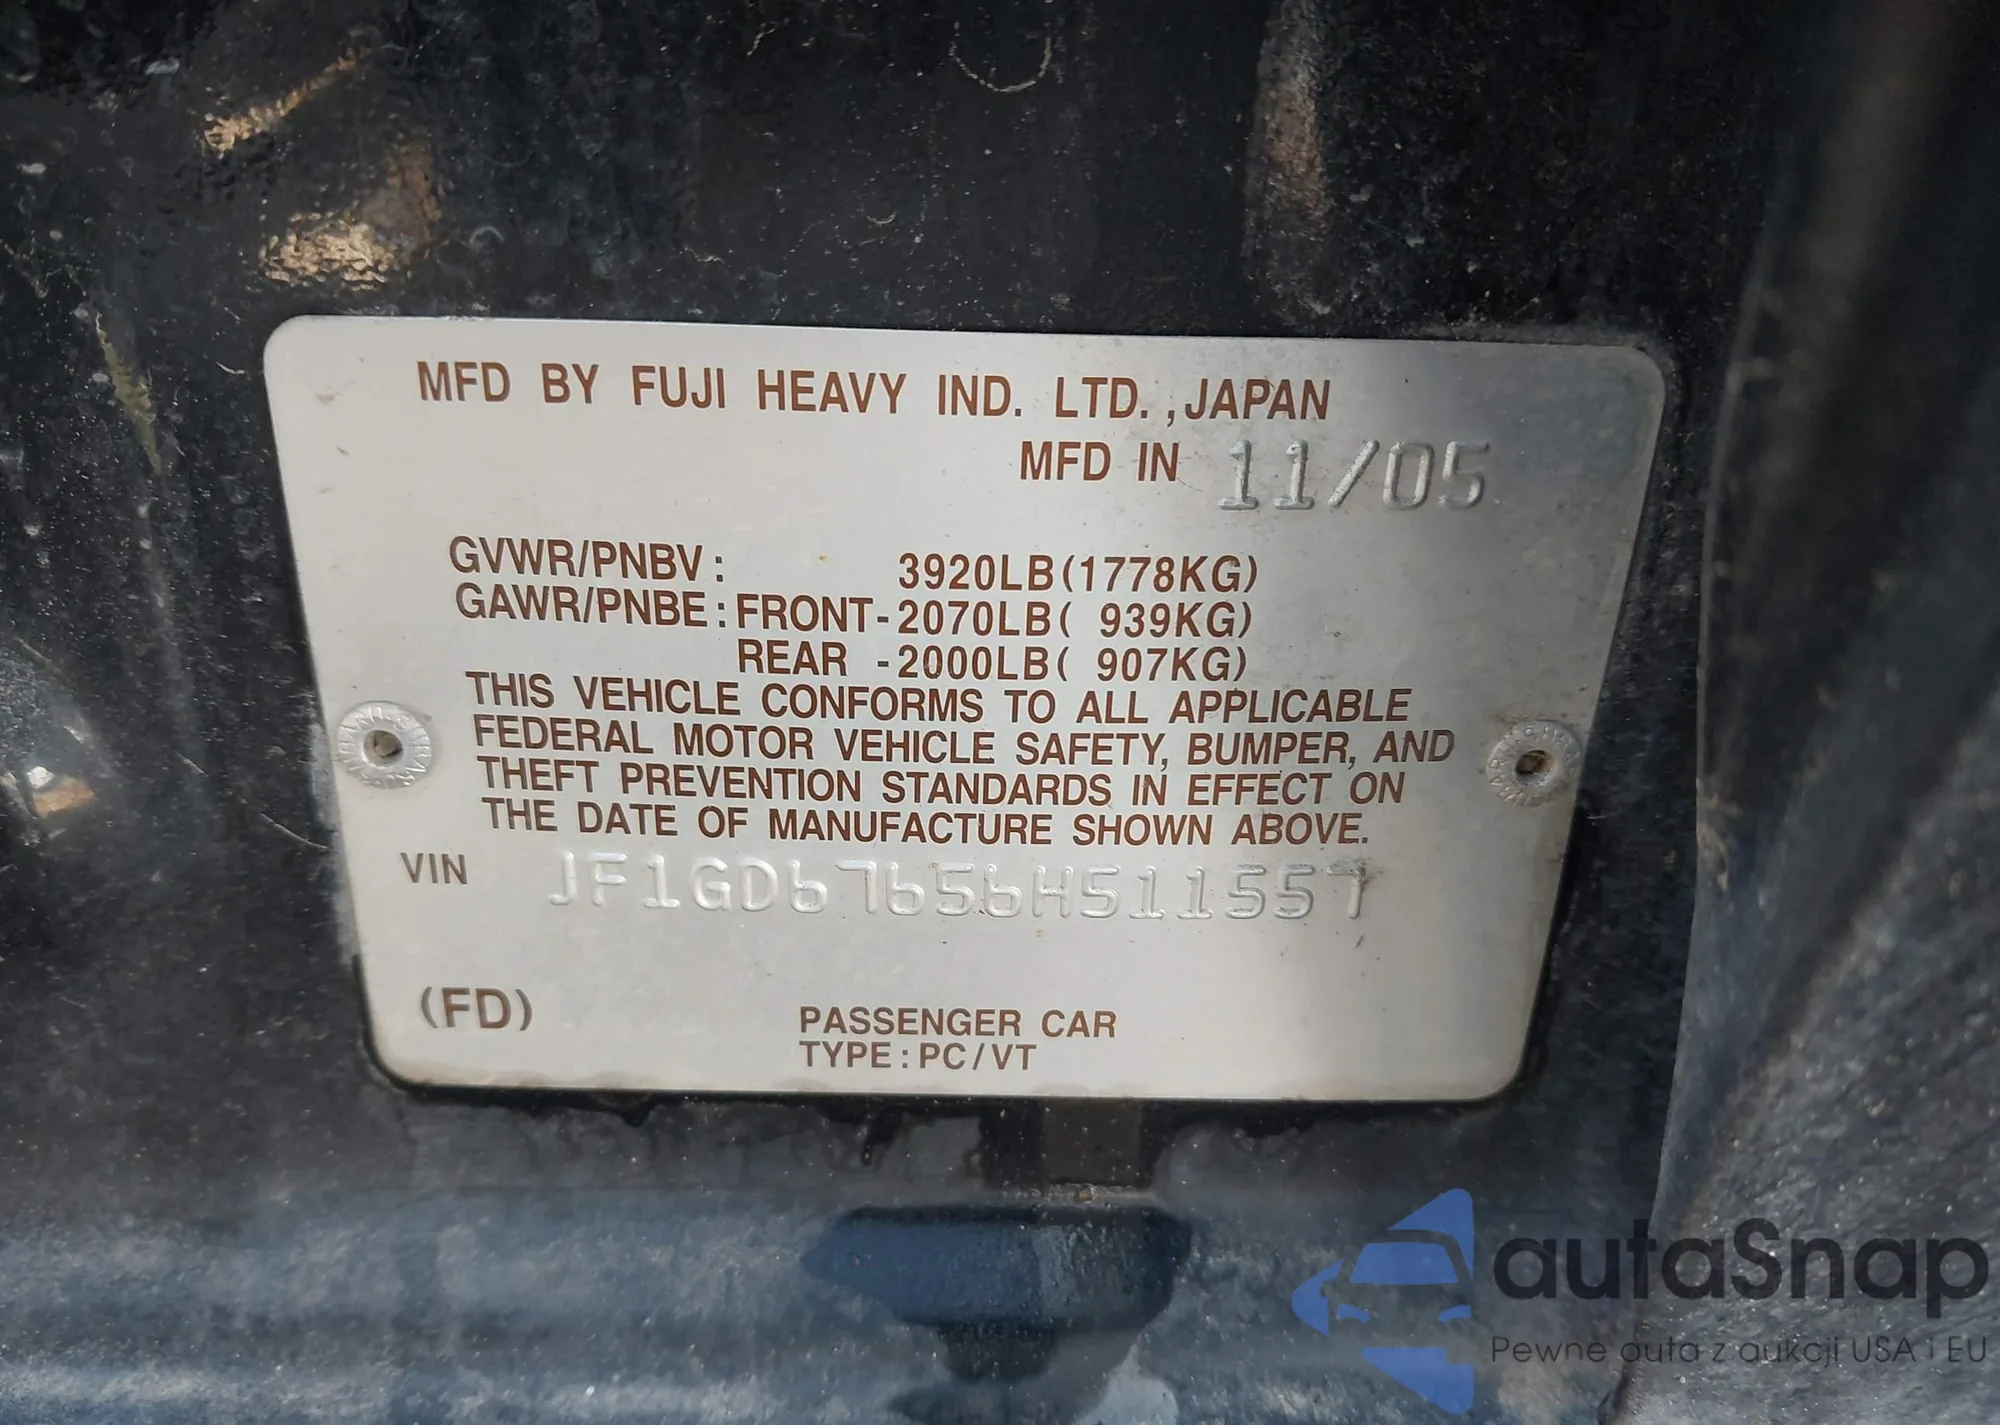 MFD BY FUJI HEAVY IND. LTD. ,JAPAN
MFD IN 11/05
GVWR/PNBV: 3920LB(1778KG)
GAWR/PNBE:FRONT-2070LB( 939KG)
REAR -2000LB( 907KG)
THIS VEHICLE CONFORMS TO ALL APPLICABLE
FEDERAL MOTOR VEHICLE SAFETY, BUMPER, AND
THEFT PREVENTION STANDARDS IN EFFECT ON
THE DATE OF MANUFACTURE SHOWN ABOVE.
VIN JF1GD67656H511557
(FD)
PASSENGER CAR
TYPE:PC/VT
autaSnap
Pewne auta z aukcji USA i EU